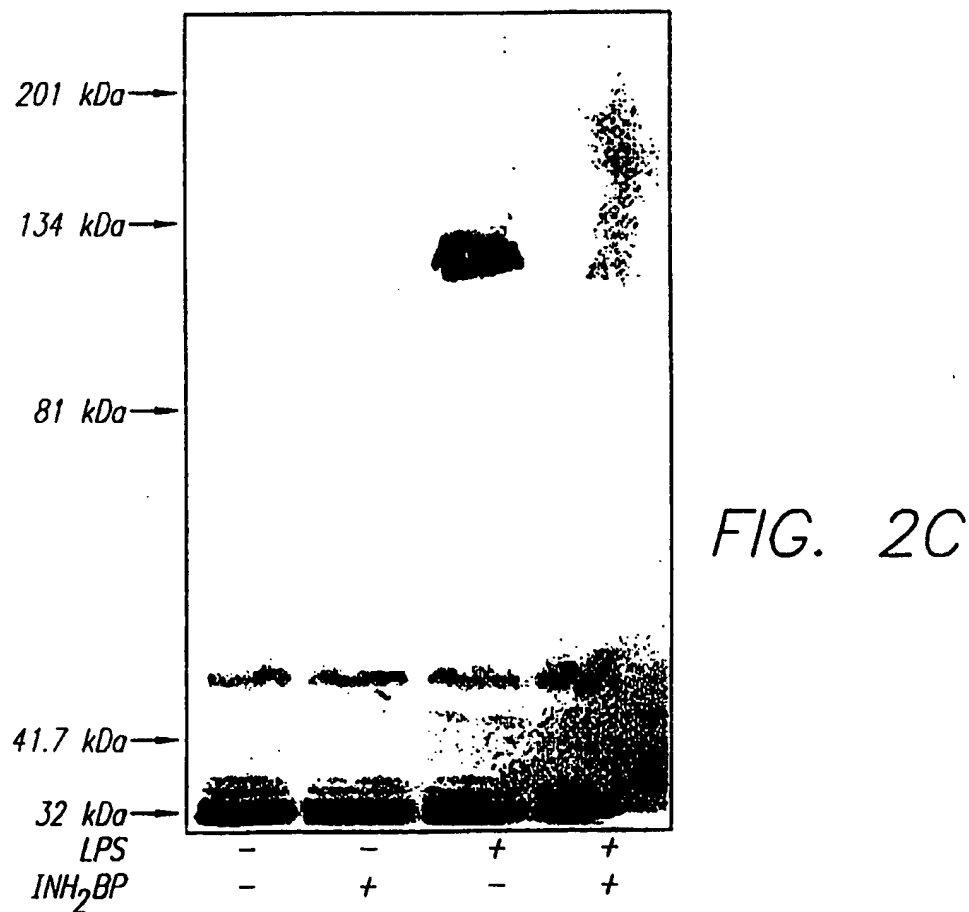 201 kDa
134 kDa
81 kDa
FIG. 2C
41.7 kDa
32 kDa
LPS - - + +
INH2BP - + - +